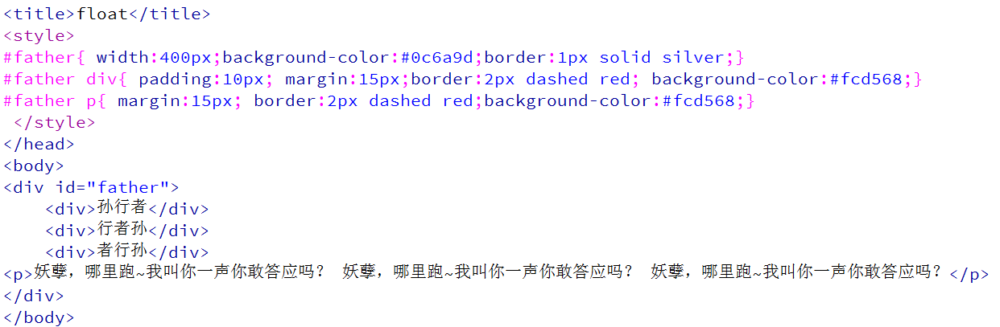 <title>float</title>
<style>
#father{ width:400px;background-color:#0c6a9d;border:1px solid silver;}
#father div{ padding:10px; margin:15px;border:2px dashed red; background-color:#fcd568;}
#father p{ margin:15px; border:2px dashed red;background-color:#fcd568;}
 </style>
</head>
<body>
<div id="father">
    <div>孙行者</div>
    <div>行者孙</div>
    <div>者行孙</div>
<p>妖孽，哪里跑~我叫你一声你敢答应吗？ 妖孽，哪里跑~我叫你一声你敢答应吗？ 妖孽，哪里跑~我叫你一声你敢答应吗？</p>
</div>
</body>